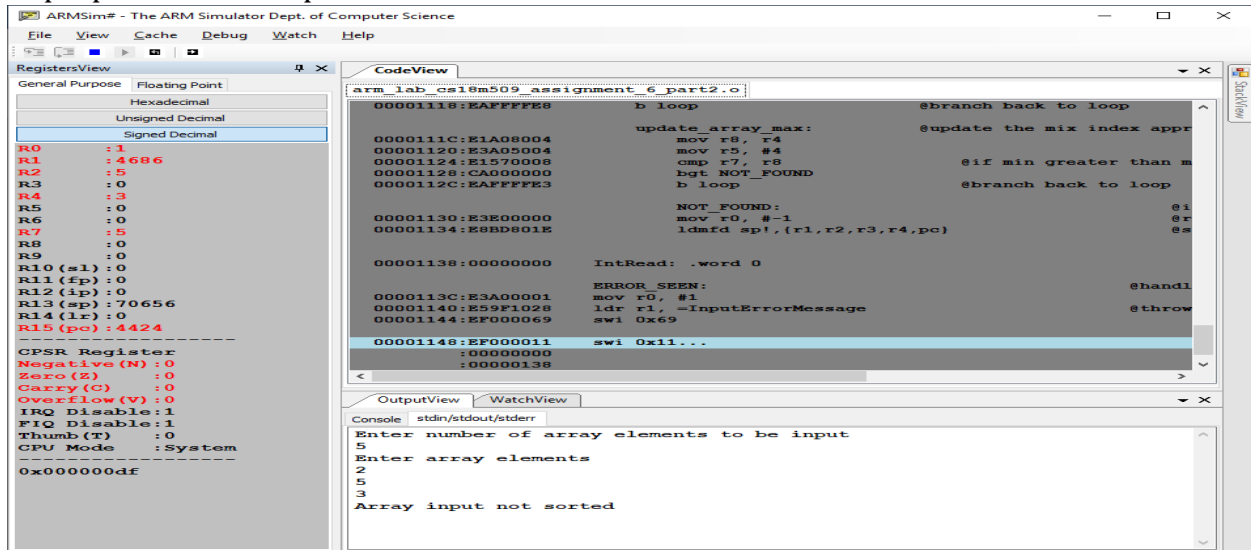 ARMSim# - The ARM Simulator Dept. of Computer Science
File View Cache Debug Watch Help
RegistersView
General Purpose Floating Point
Hexadecimal
Unsigned Decimal
Signed Decimal
R0 :1
R1 :4686
R2 :5
R3 :0
R4 :3
R5 :0
R6 :0
R7 :5
R8 :0
R9 :0
R10(sl):0
R11(fp):0
R12(ip):0
R13(sp):70656
R14(lr):0
R15(pc):4424
--------------------
CPSR Register
Negative(N):0
Zero(Z) :0
Carry(C) :0
Overflow(V):0
IRQ Disable:1
FIQ Disable:1
Thumb(T) :0
CPU Mode :System
--------------------
0x000000df
CodeView
arm_lab_cs18m509_assignment_6_part2.o
00001118:EAFFFFE8 b loop @branch back to loop
update_array_max: @update the mix index appr
0000111C:E1A08004 mov r8, r4
00001120:E3A05004 mov r5, #4
00001124:E1570008 cmp r7, r8 @if min greater than m
00001128:CA000000 bgt NOT_FOUND
0000112C:EAFFFFE3 b loop @branch back to loop
NOT_FOUND: @i
00001130:E3E00000 mov r0, #-1 @r
00001134:E8BD801E ldmfd sp!,{r1,r2,r3,r4,pc} @s
00001138:00000000 IntRead: .word 0
ERROR_SEEN: @handl
0000113C:E3A00001 mov r0, #1
00001140:E59F1028 ldr r1, =InputErrorMessage @throw
00001144:EF000069 swi 0x69
00001148:EF000011 swi 0x11...
:00000000
:00000138
StackView
OutputView WatchView
Console stdin/stdout/stderr
Enter number of array elements to be input
5
Enter array elements
2
5
3
Array input not sorted